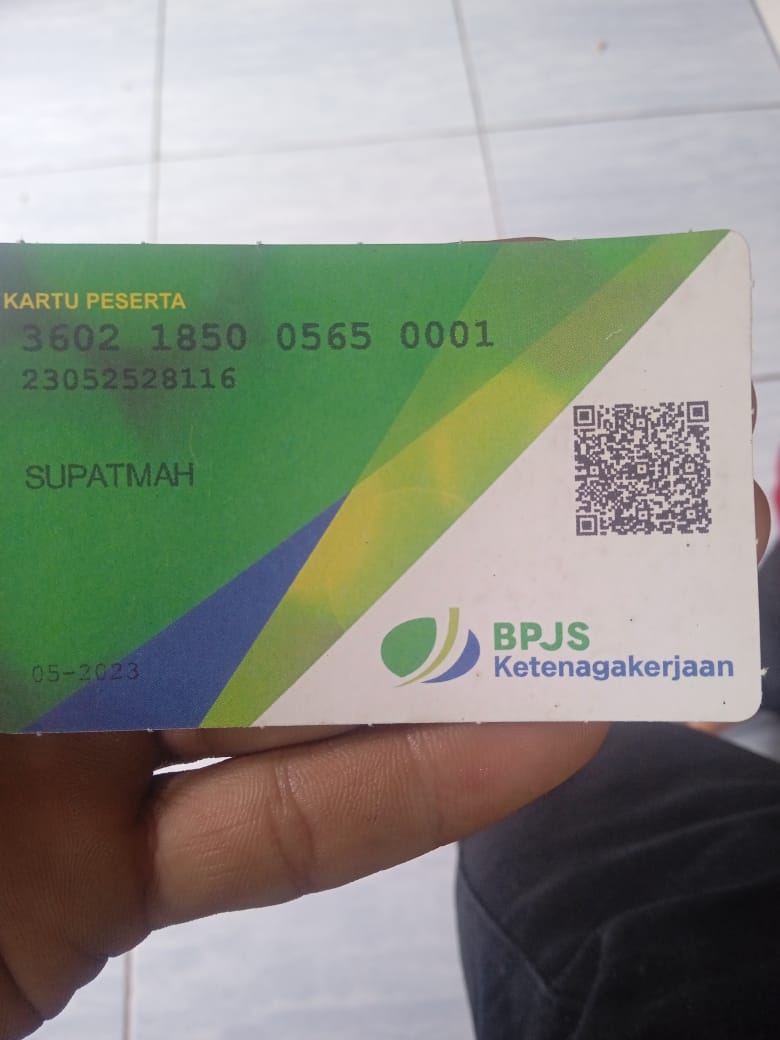 KARTU PESERTA
3602 1850 0565 0001
23052528116
SUPATMAH
05-2023
BPJS
Ketenagakerjaan